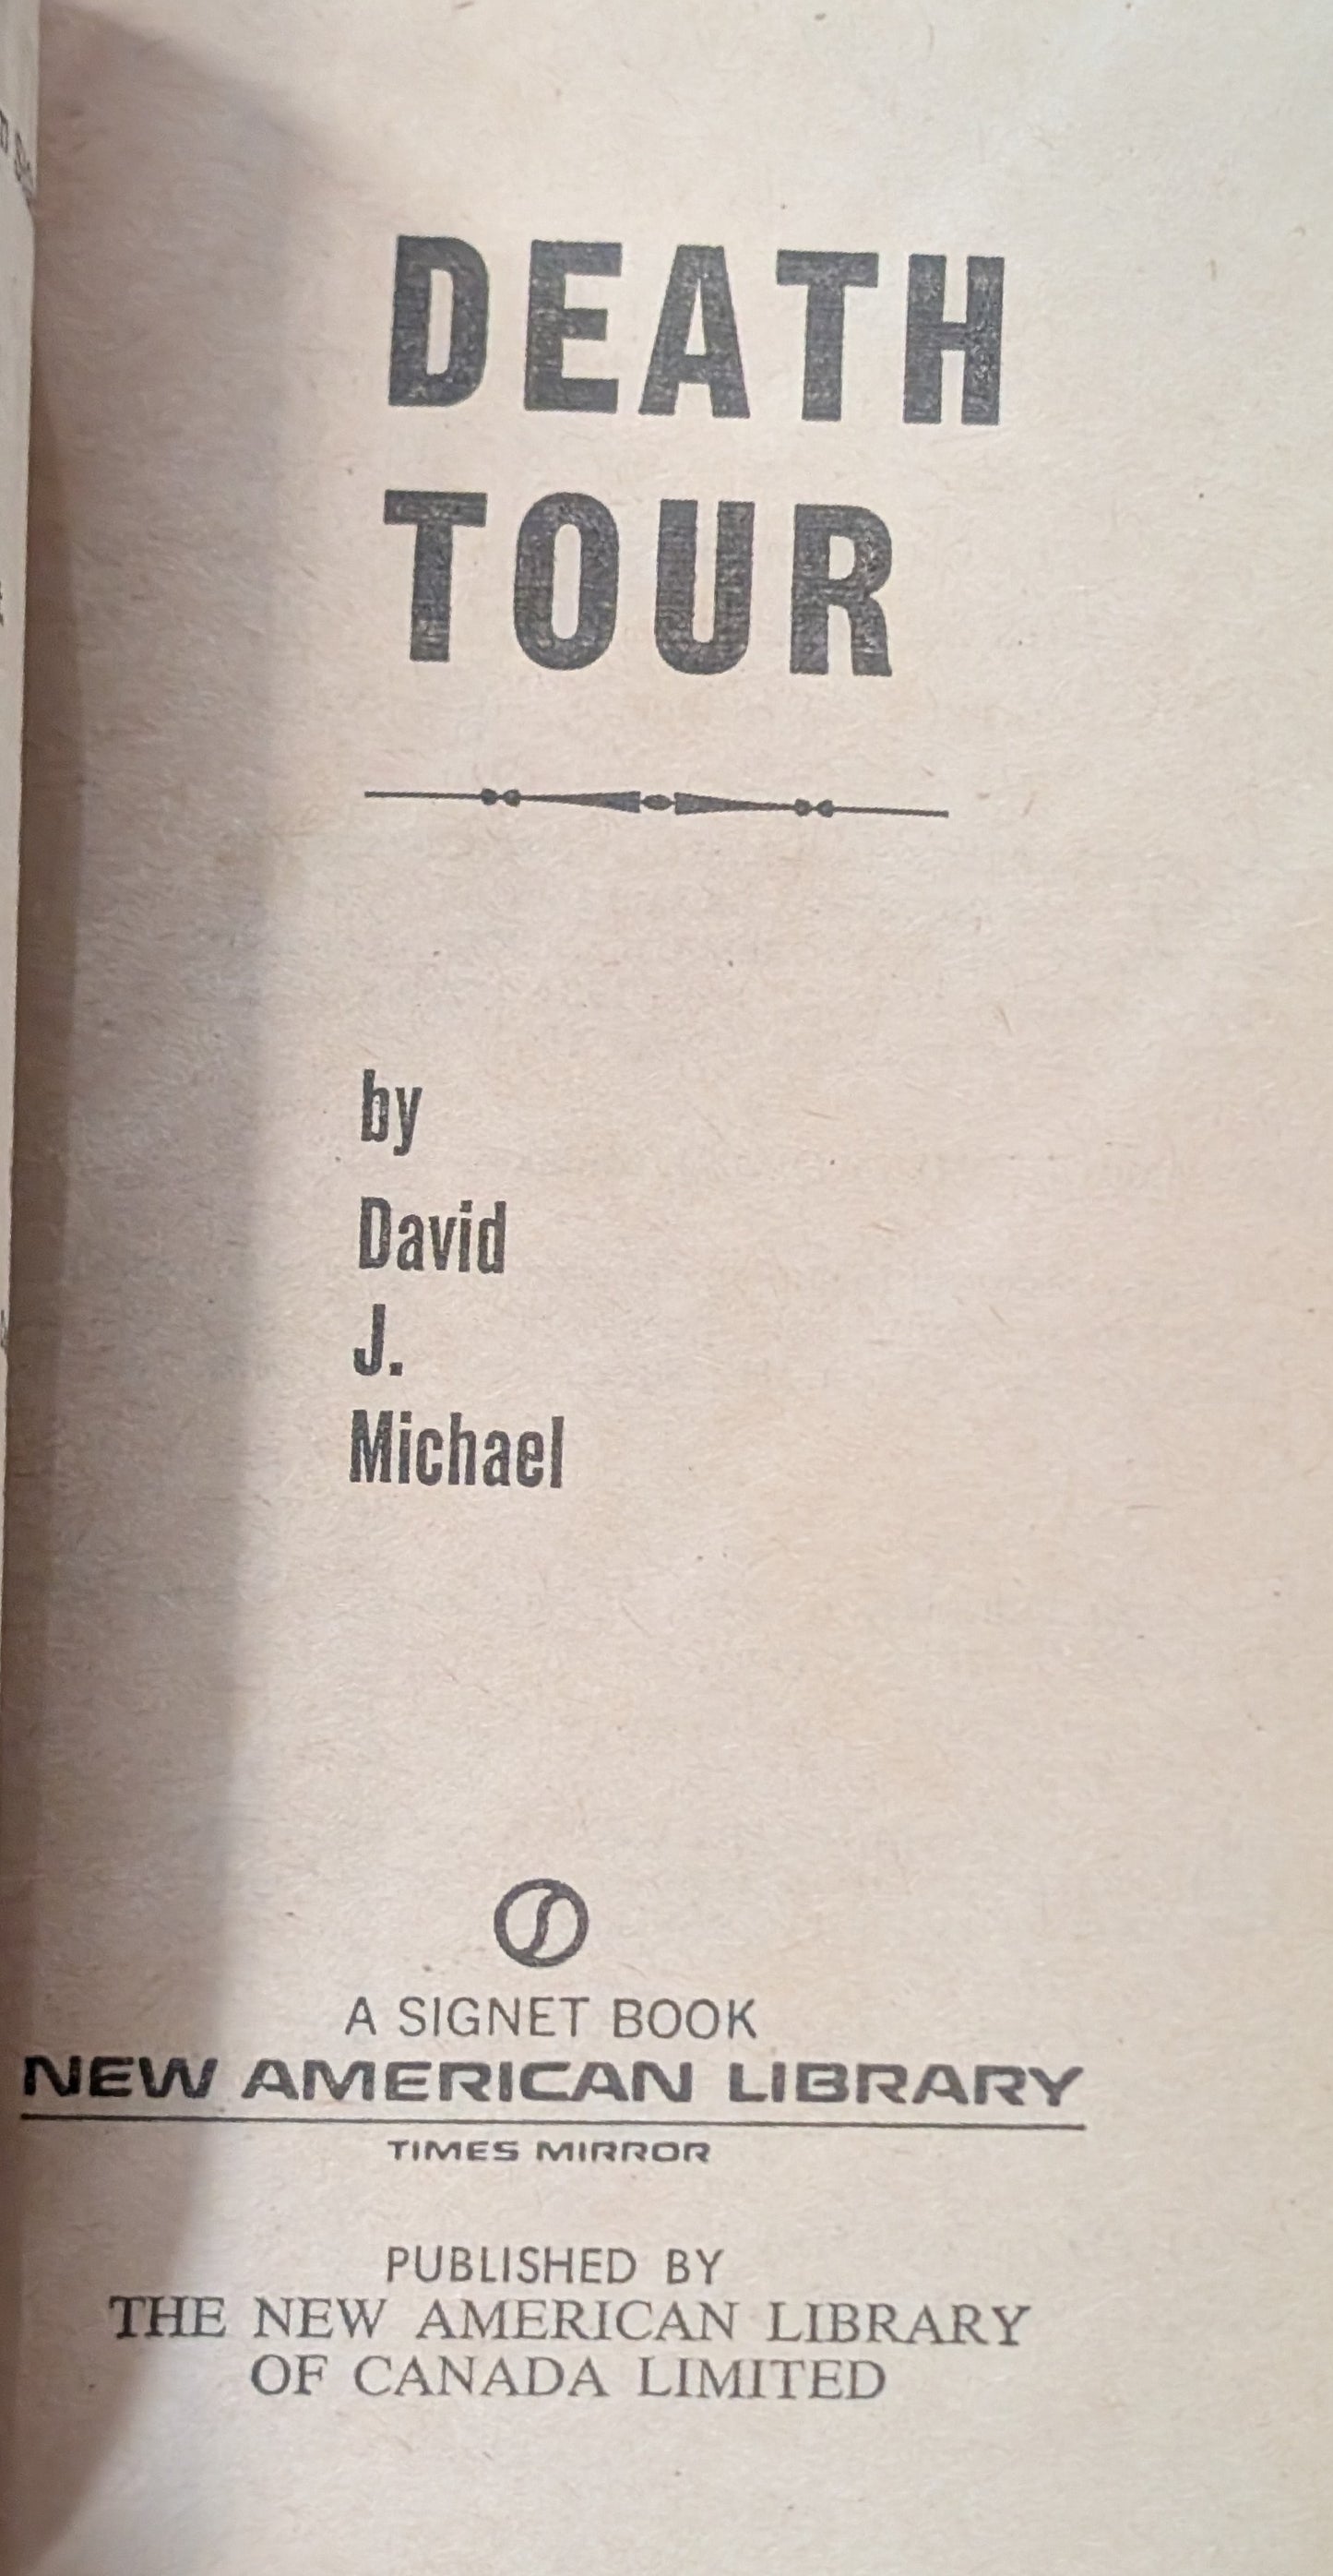 DEATH
TOUR
by
David
J.
Michael
A SIGNET BOOK
NEW AMERICAN LIBRARY
TIMES MIRROR
PUBLISHED BY
THE NEW AMERICAN LIBRARY
OF CANADA LIMITED